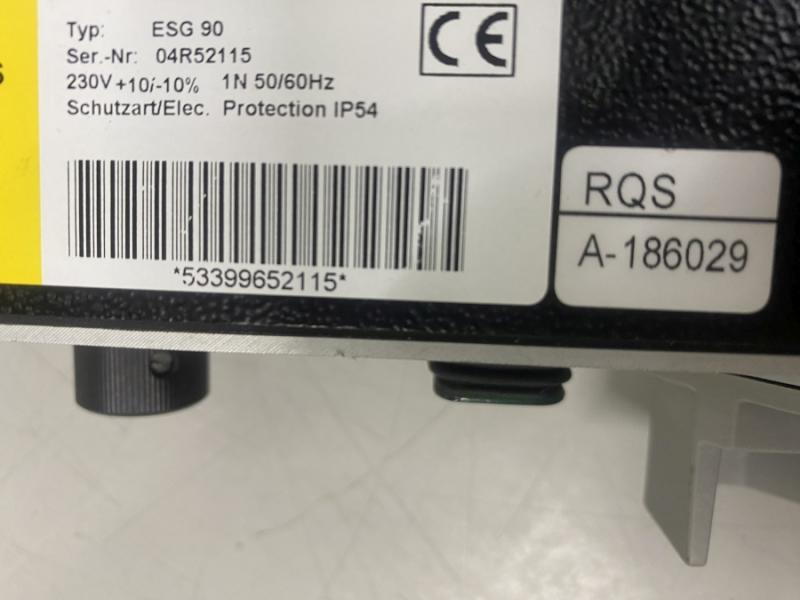 Typ: ESG 90
Ser.-Nr: 04R52115
230V +10/-10% 1N 50/60Hz
Schutzart/Elec. Protection IP54
CE
*53399652115*
RQS
A-186029